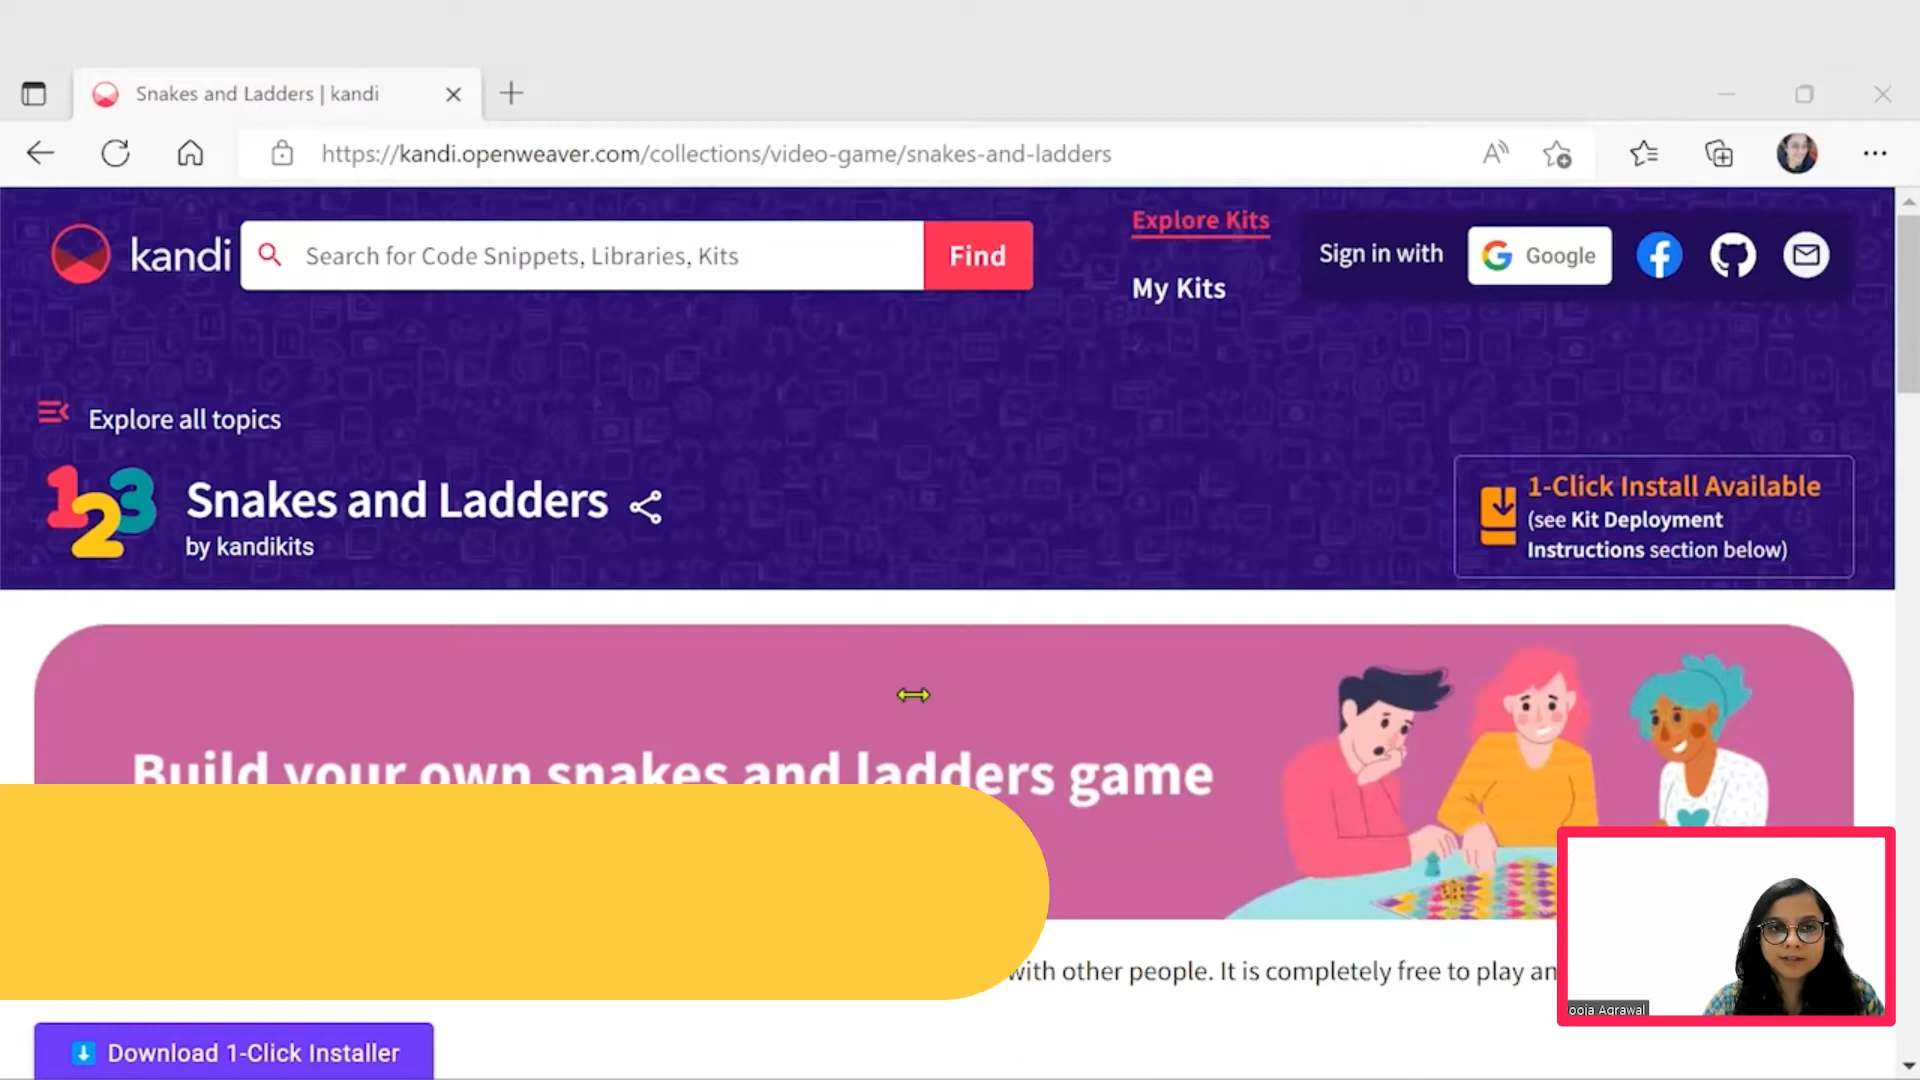 Snakes and Ladders | kandi
https://kandi.openweaver.com/collections/video-game/snakes-and-ladders
kandi
Search for Code Snippets, Libraries, Kits
Find
Explore Kits
My Kits
Sign in with
Google
Explore all topics
123
Snakes and Ladders
by kandikits
1-Click Install Available
(see Kit Deployment
Instructions section below)
Build your own snakes and ladders game
with other people. It is completely free to play an
ooja Agrawal
Download 1-Click Installer